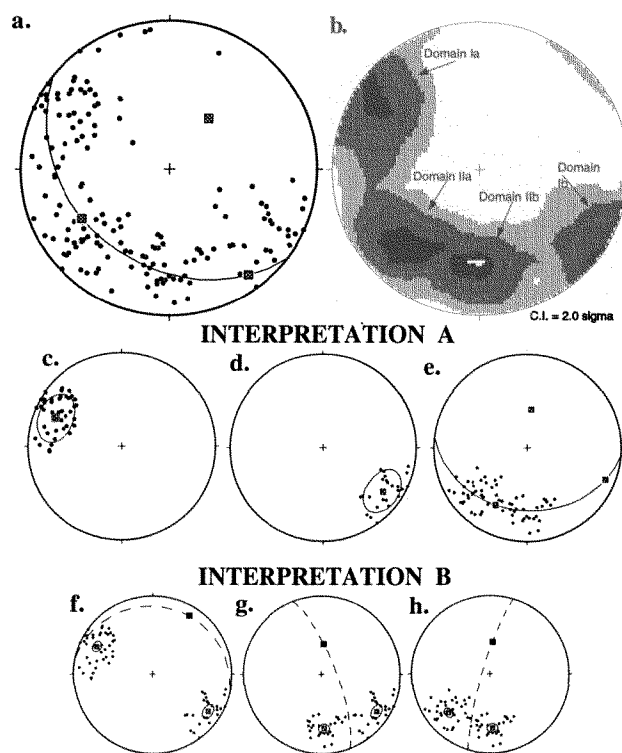 a.
b.
Domain Ia
Domain IIa
Domain IIb
Domain Ib
C.I. = 2.0 sigma
INTERPRETATION A
c.
d.
e.
INTERPRETATION B
f.
g.
h.